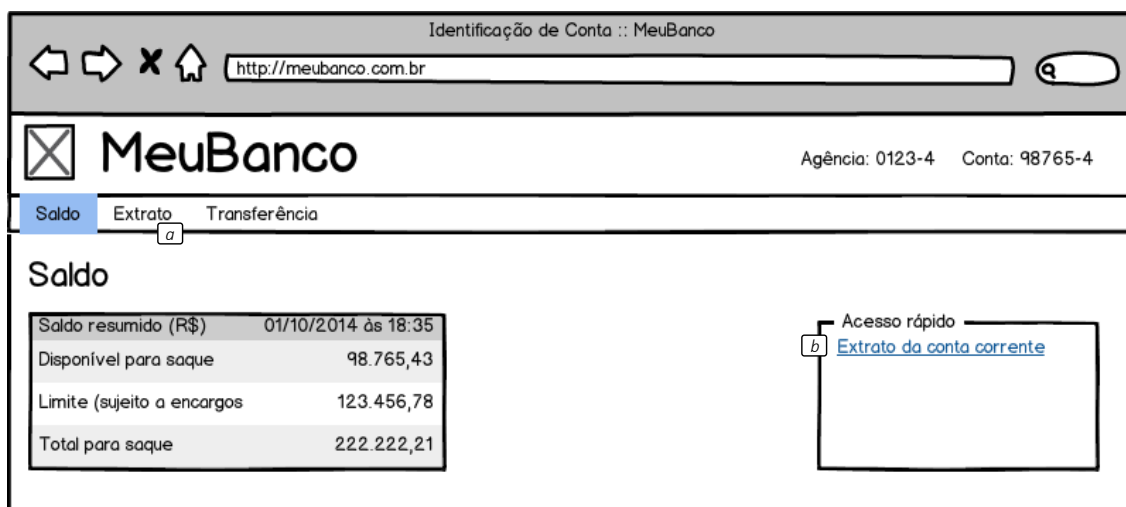 Identificação de Conta :: MeuBanco
http://meubanco.com.br
MeuBanco
Agência: 0123-4 Conta: 98765-4
Saldo Extrato Transferência
a
Saldo
Saldo resumido (R$) 01/10/2014 às 18:35
Disponível para saque 98.765,43
Limite (sujeito a encargos 123.456,78
Total para saque 222.222,21
Acesso rápido
b Extrato da conta corrente